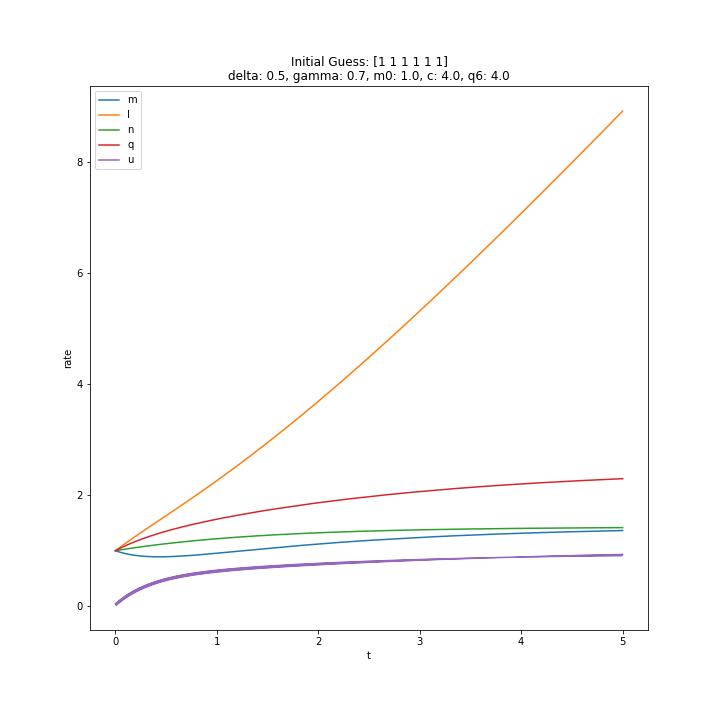 Initial Guess: [1 1 1 1 1 1]
delta: 0.5, gamma: 0.7, m0: 1.0, c: 4.0, q6: 4.0
m
l
n
q
u
rate
8
6
4
2
0
0 1 2 3 4 5
t